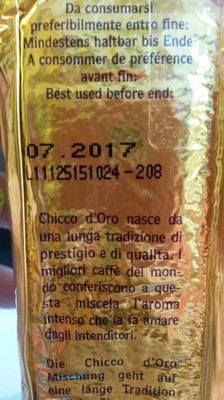 Da consumarsi
preferibilmente entro fine:
Mindestens haltbar bis Ende:
A consommer de préférence
avant fin:
Best used before end:
07.2017
L11125151024-208
Chicco d'Oro nasce da
una lunga tradizione di
prestigio e di qualità. I
migliori caffè del mon-
do conferiscono a que-
sta miscela l'aroma
intenso che la fa amare
dagli intenditori.
Die Chicco d'Oro
Mischung geht auf
eine lange Tradition